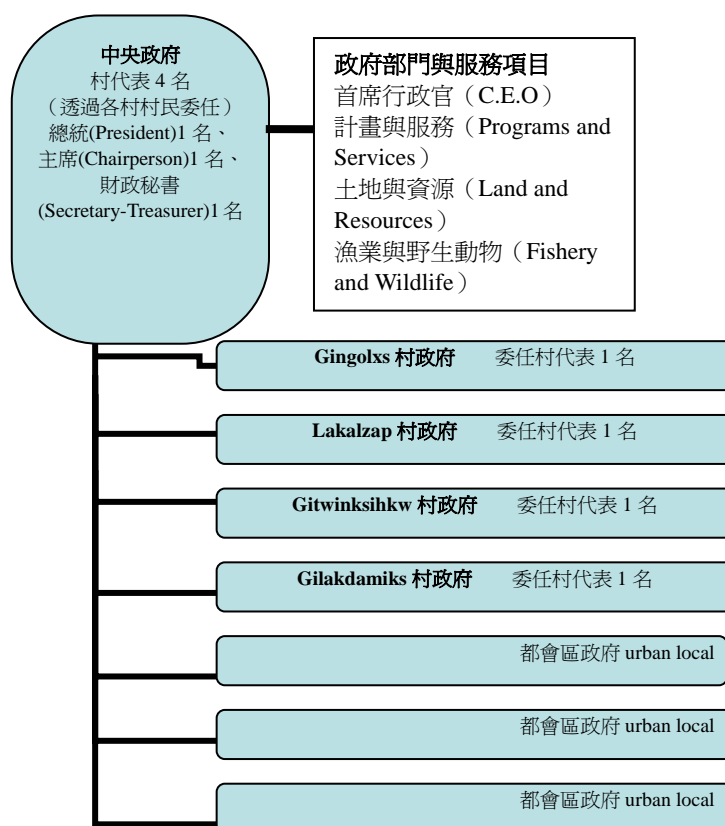 中央政府
村代表 4 名
（透過各村村民委任）
總統(President)1 名、
主席(Chairperson)1 名、
財政秘書
(Secretary-Treasurer)1 名
政府部門與服務項目
首席行政官（C.E.O）
計畫與服務（Programs and
Services）
土地與資源（Land and
Resources）
漁業與野生動物（Fishery
and Wildlife）
Gingolxs 村政府 委任村代表 1 名
Lakalzap 村政府 委任村代表 1 名
Gitwinksihkw 村政府 委任村代表 1 名
Gilakdamiks 村政府 委任村代表 1 名
都會區政府 urban local
都會區政府 urban local
都會區政府 urban local